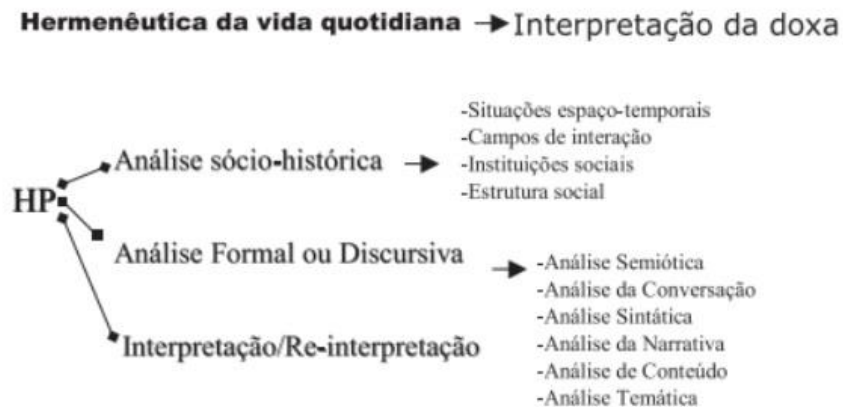 Hermenêutica da vida quotidiana → Interpretação da doxa
HP
Análise sócio-histórica
-Situações espaço-temporais
-Campos de interação
-Instituições sociais
-Estrutura social
Análise Formal ou Discursiva
-Análise Semiótica
-Análise da Conversação
-Análise Sintática
-Análise da Narrativa
-Análise de Conteúdo
-Análise Temática
Interpretação/Re-interpretação